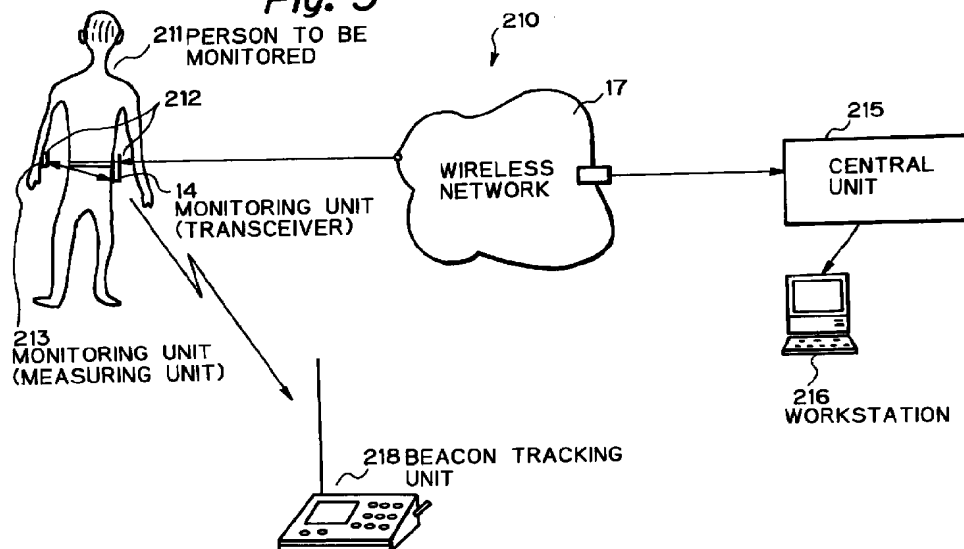 Fig. 5
210
211 PERSON TO BE
MONITORED
212
17
215
WIRELESS
NETWORK
CENTRAL
UNIT
14
MONITORING UNIT
(TRANSCEIVER)
213
MONITORING UNIT
(MEASURING UNIT)
216
WORKSTATION
218 BEACON TRACKING
UNIT